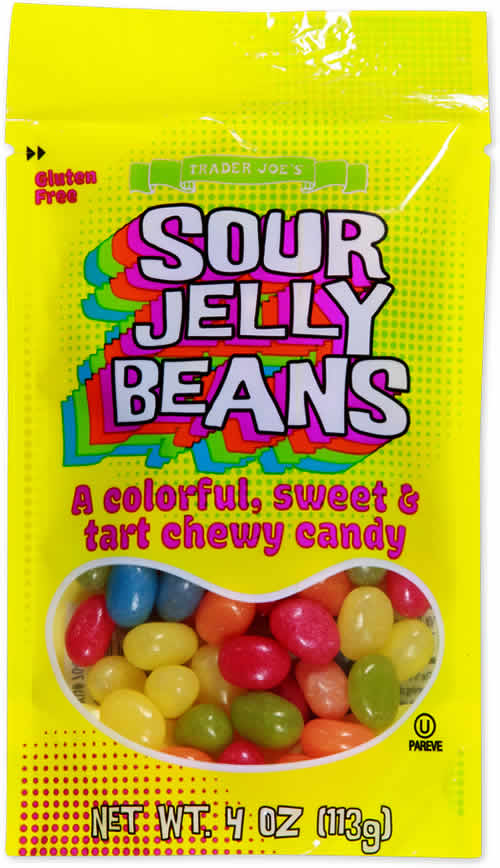 Gluten
Free
TRADER JOE'S
SOUR
JELLY
BEANS
A colorful, sweet &
tart chewy candy
U
PAREVE
NET WT. 4 OZ (113g)